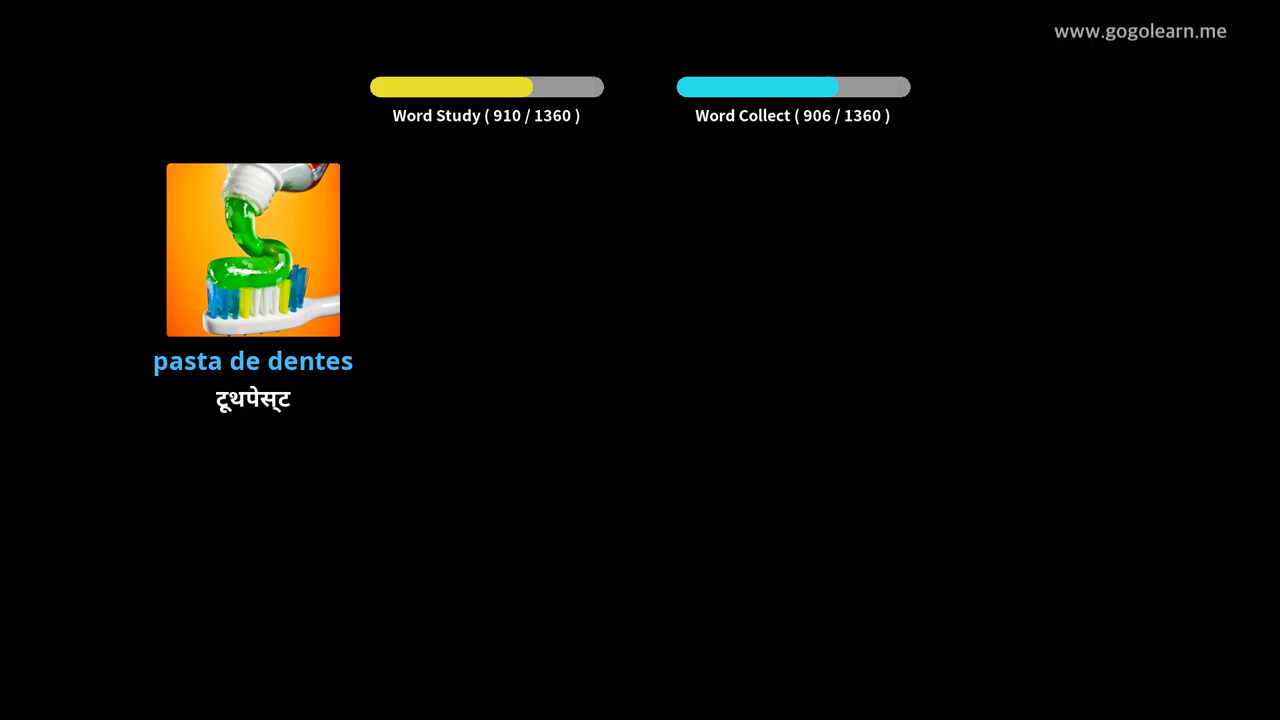 www.gogolearn.me
Word Study ( 910 / 1360 )
Word Collect ( 906 / 1360 )
pasta de dentes
टूथपेस्ट